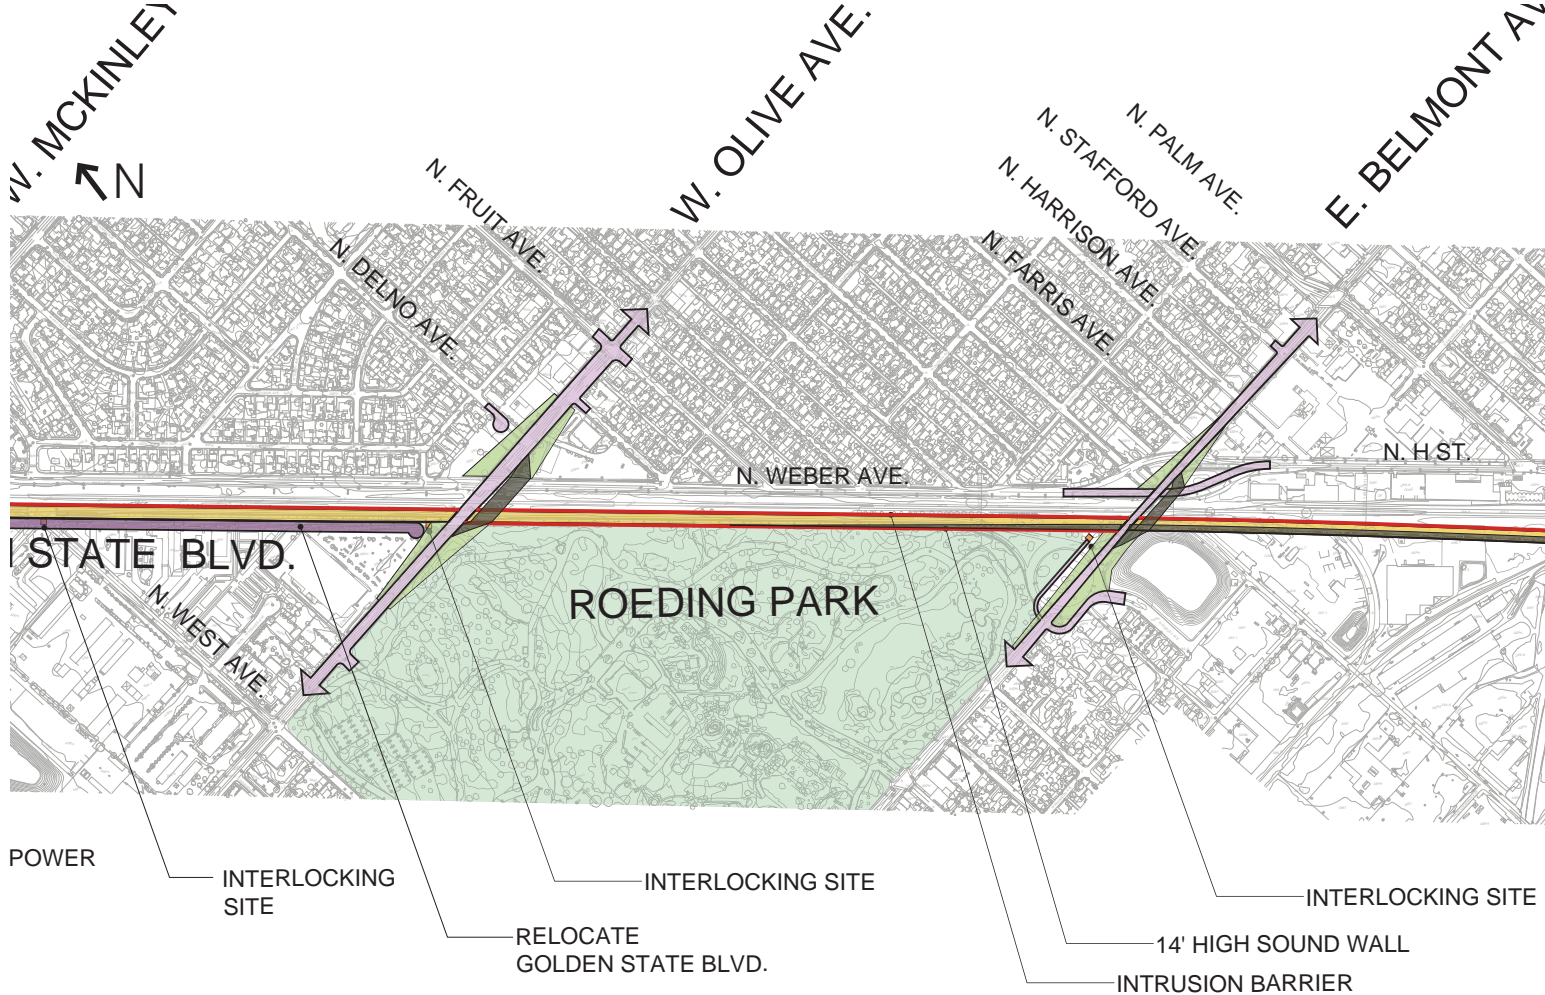 W. MCKINLEY
W. OLIVE AVE.
E. BELMONT AV
N
N. FRUIT AVE.
N. DELNO AVE.
N. PALM AVE.
N. STAFFORD AVE.
N. HARRISON AVE.
N. FARRIS AVE.
N. H ST.
N. WEBER AVE.
STATE BLVD.
ROEDING PARK
N. WEST AVE.
POWER
INTERLOCKING
SITE
INTERLOCKING SITE
INTERLOCKING SITE
RELOCATE
GOLDEN STATE BLVD.
14' HIGH SOUND WALL
INTRUSION BARRIER